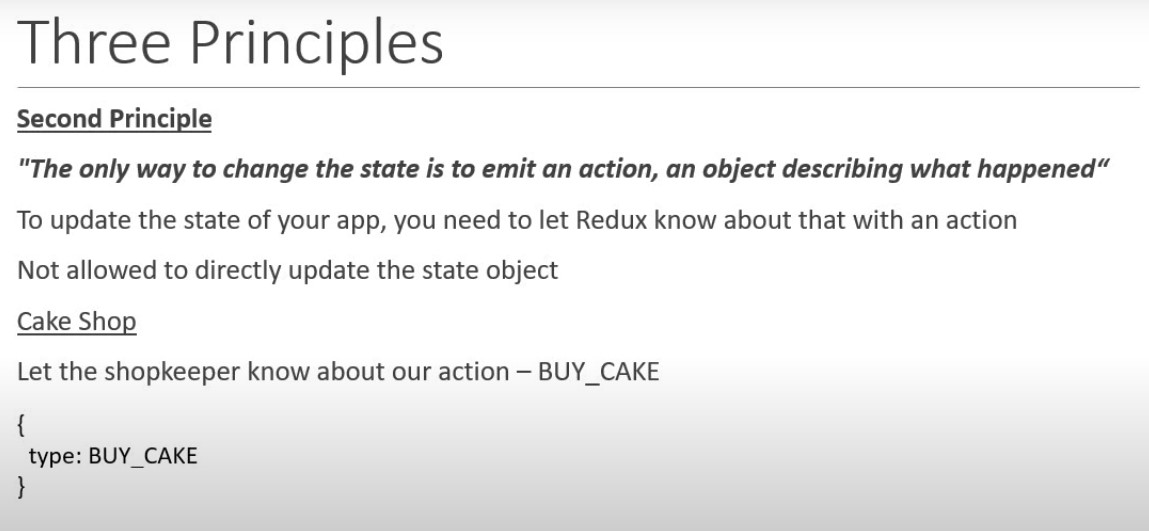 Three Principles
Second Principle
"The only way to change the state is to emit an action, an object describing what happened“
To update the state of your app, you need to let Redux know about that with an action
Not allowed to directly update the state object
Cake Shop
Let the shopkeeper know about our action – BUY_CAKE
{
type: BUY_CAKE
}